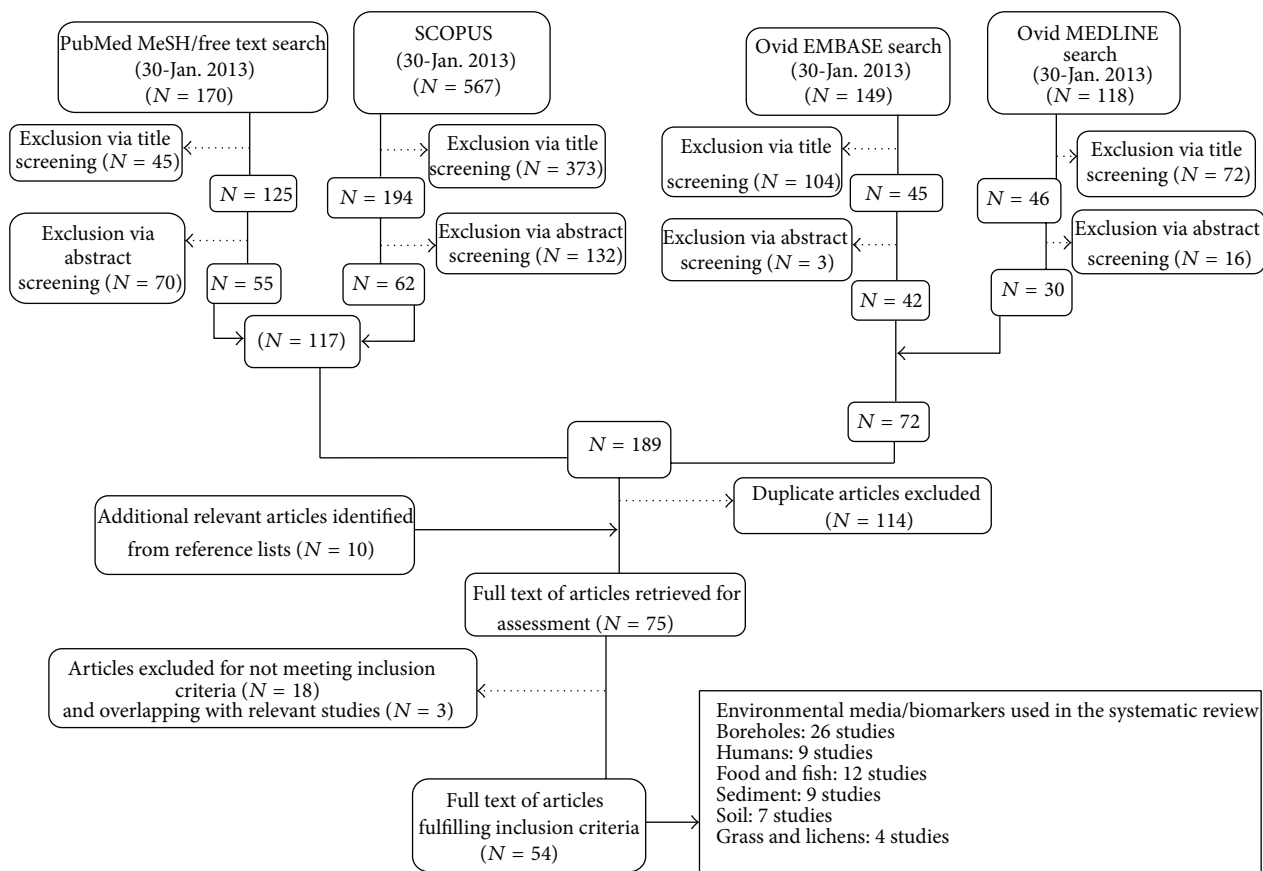 PubMed MeSH/free text search
(30-Jan. 2013)
(N = 170)
SCOPUS
(30-Jan. 2013)
(N = 567)
Ovid EMBASE search
(30-Jan. 2013)
(N = 149)
Ovid MEDLINE
search
(30-Jan. 2013)
(N = 118)
Exclusion via title
screening (N = 45)
Exclusion via title
screening (N = 373)
Exclusion via title
screening (N = 104)
Exclusion via title
screening (N = 72)
N = 125
N = 194
N = 45
N = 46
Exclusion via
abstract
screening (N = 70)
Exclusion via abstract
screening (N = 132)
Exclusion via abstract
screening (N = 3)
Exclusion via abstract
screening (N = 16)
N = 55
N = 62
N = 42
N = 30
(N = 117)
N = 72
N = 189
Duplicate articles excluded
(N = 114)
Additional relevant articles identified
from reference lists (N = 10)
Full text of articles retrieved for
assessment (N = 75)
Articles excluded for not meeting inclusion
criteria (N = 18)
and overlapping with relevant studies (N = 3)
Full text of articles
fulfilling inclusion criteria
(N = 54)
Environmental media/biomarkers used in the systematic review
Boreholes: 26 studies
Humans: 9 studies
Food and fish: 12 studies
Sediment: 9 studies
Soil: 7 studies
Grass and lichens: 4 studies